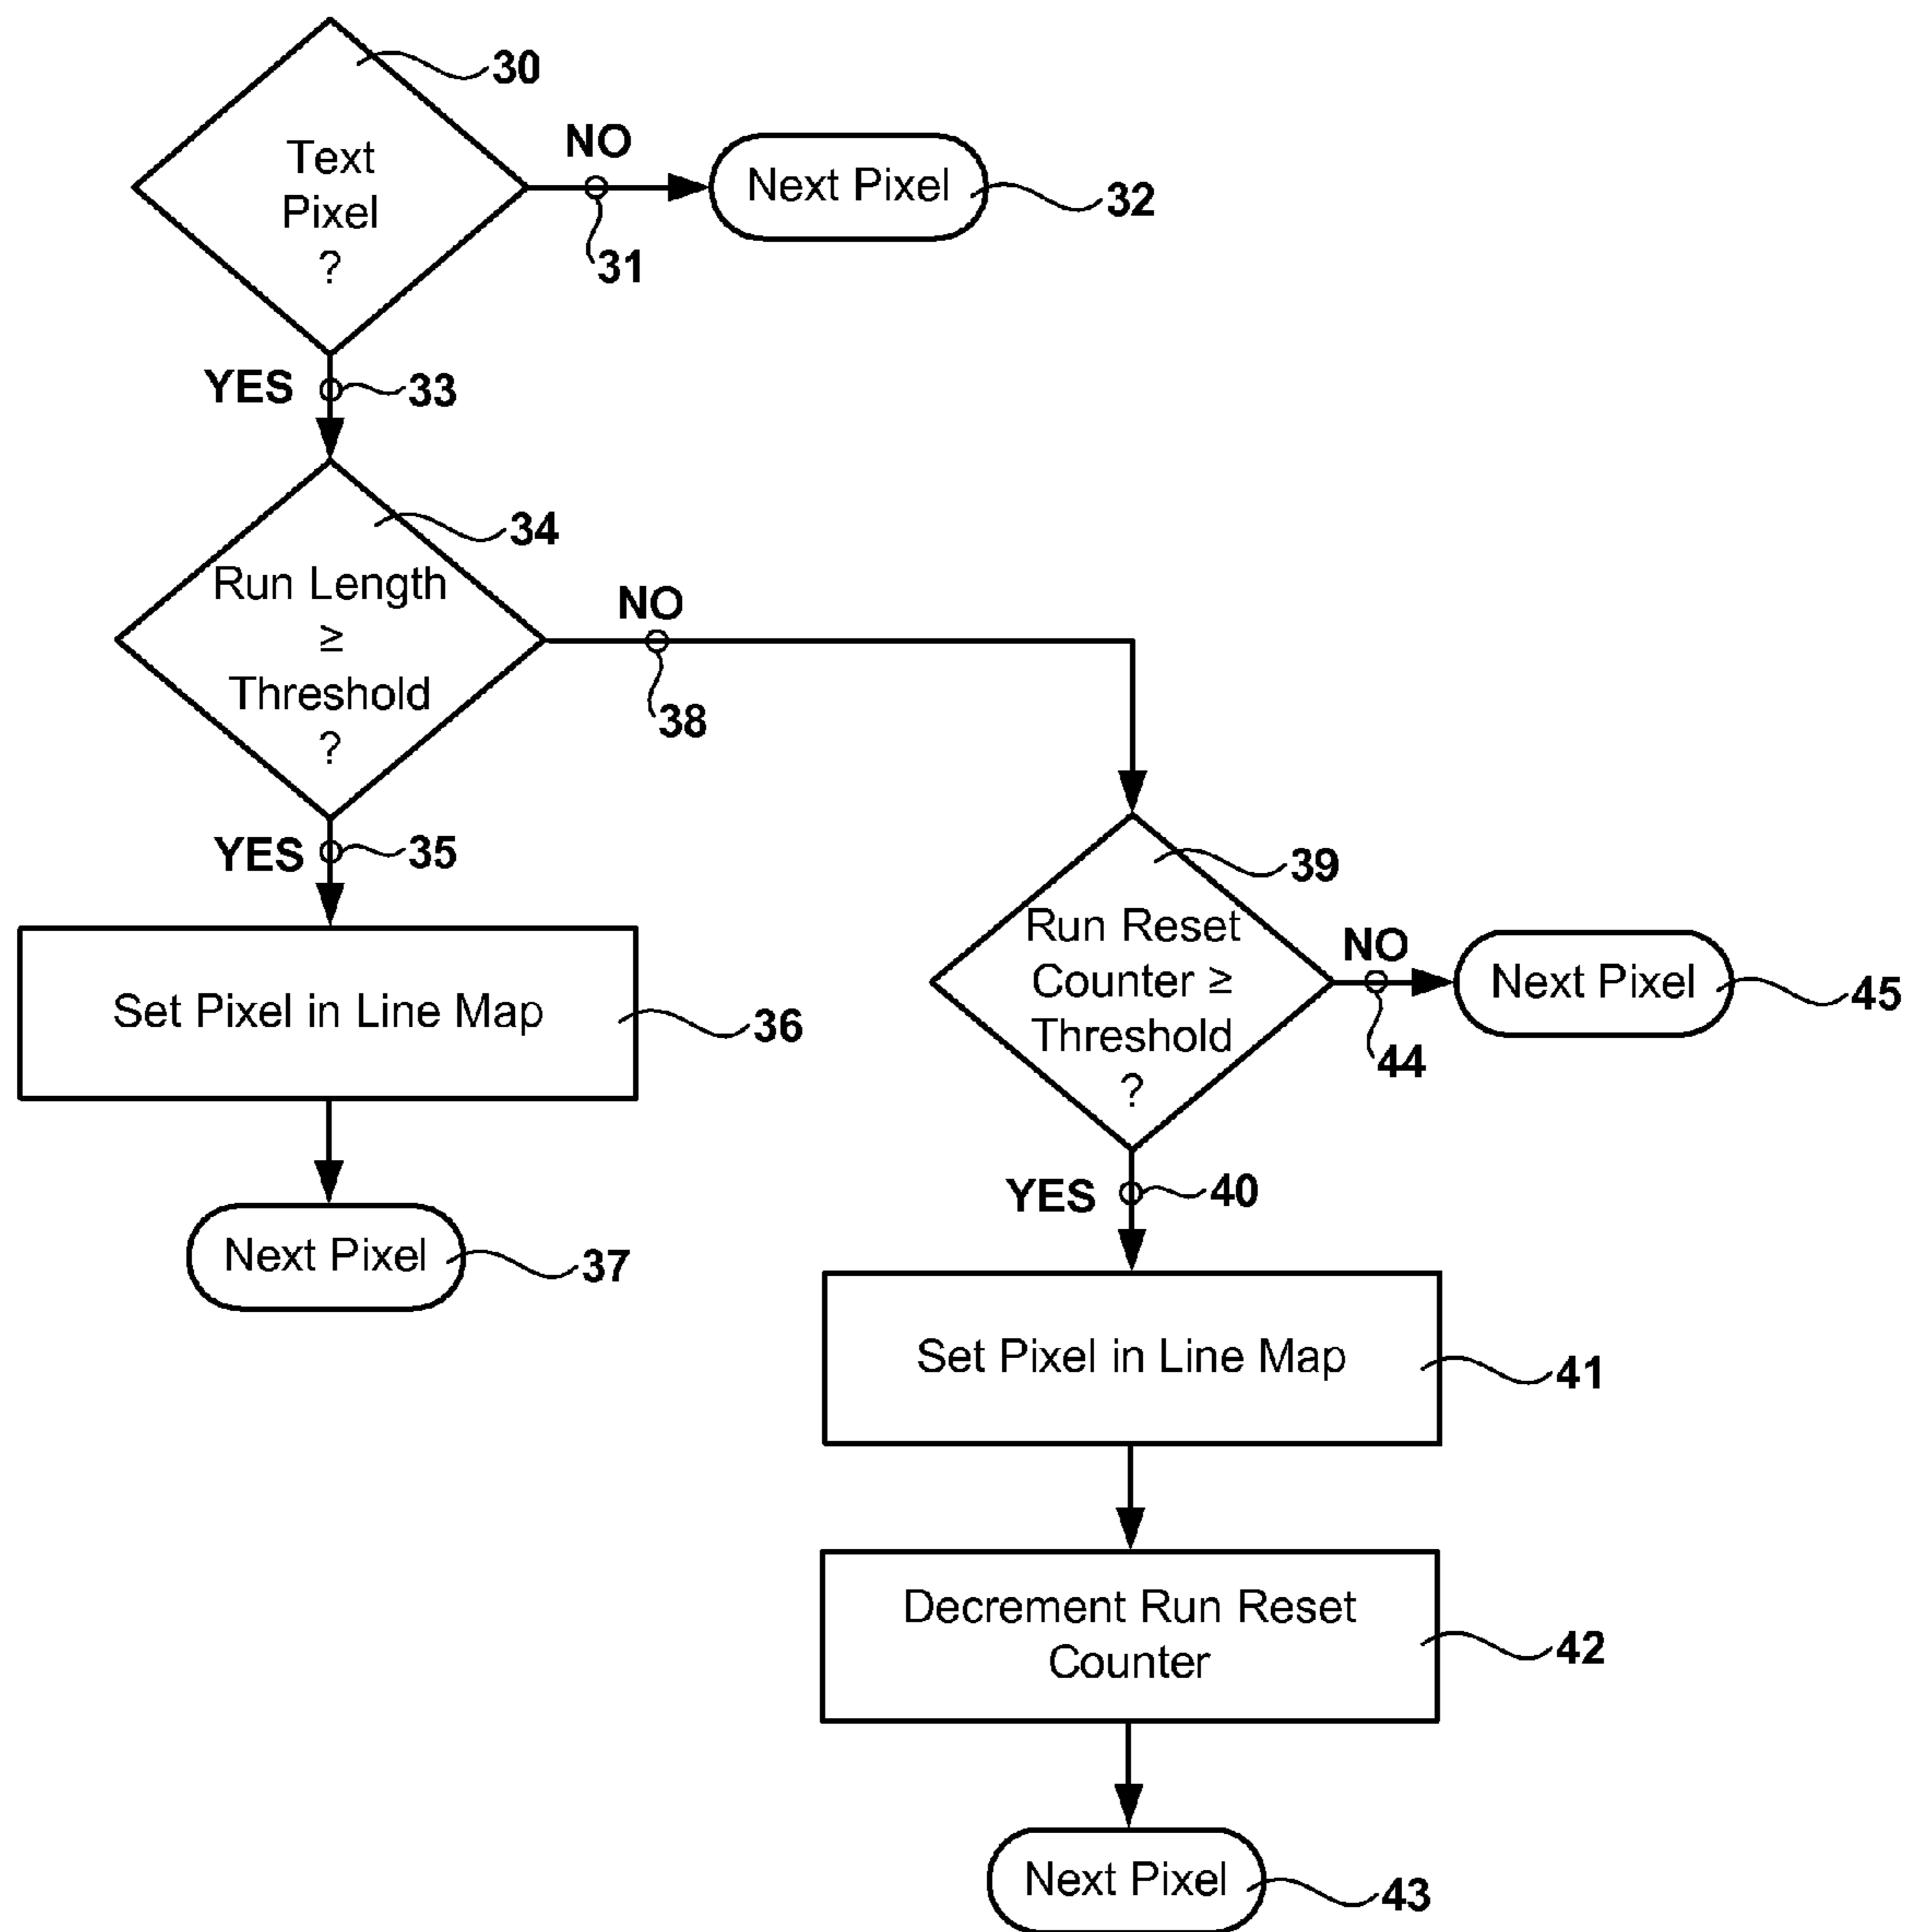 30
Text
Pixel
?
NO
31
Next Pixel
32
YES
33
34
Run Length
≥
Threshold
?
NO
38
YES
35
Set Pixel in Line Map
36
Next Pixel
37
39
Run Reset
Counter ≥
Threshold
?
NO
44
Next Pixel
45
YES
40
Set Pixel in Line Map
41
Decrement Run Reset
Counter
42
Next Pixel
43